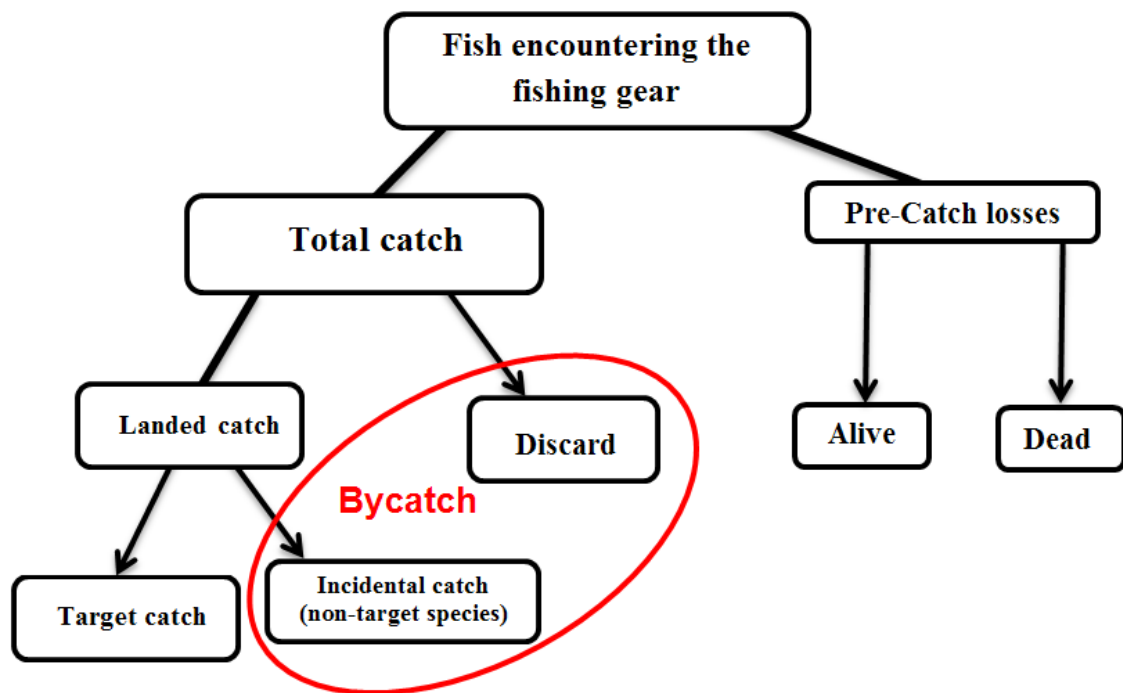 Fish encountering the
fishing gear
Total catch
Pre-Catch losses
Landed catch
Discard
Alive
Dead
Bycatch
Target catch
Incidental catch
(non-target species)